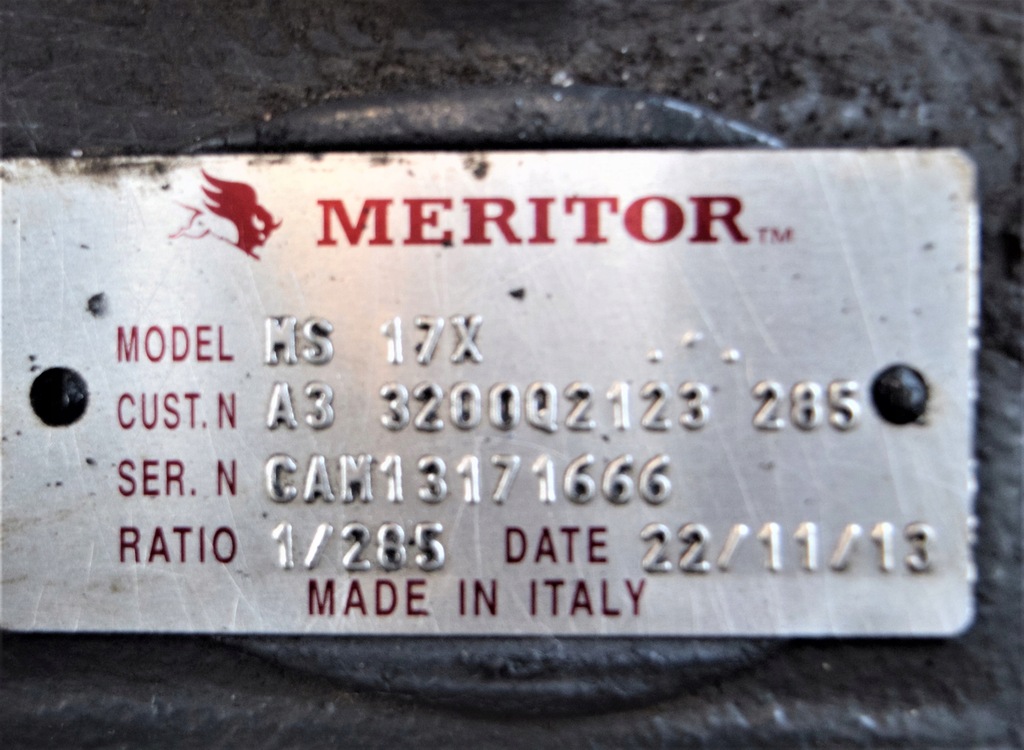 MERITOR™
MODEL MS 17X
CUST. N A3 3200Q2123 285
SER. N CAM13171666
RATIO 1/285 DATE 22/11/13
MADE IN ITALY